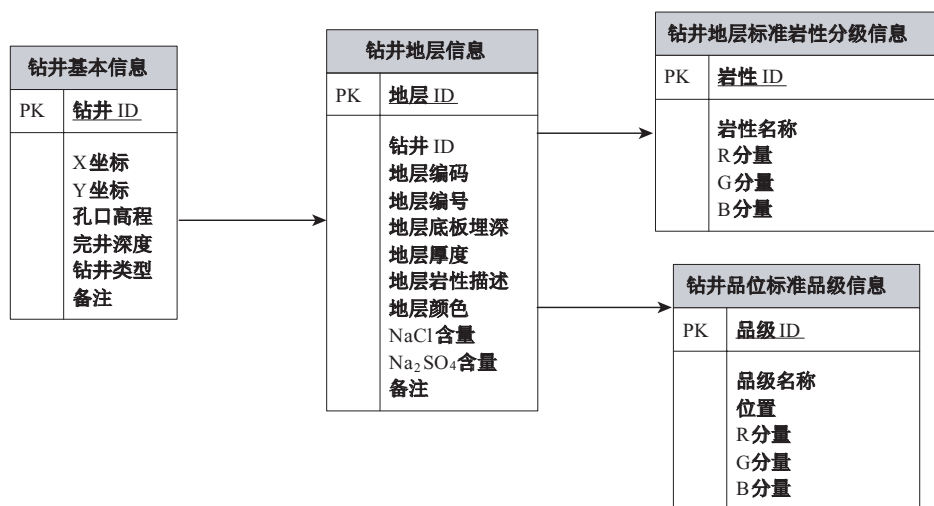 钻井基本信息
PK 钻井 ID
X坐标
Y坐标
孔口高程
完井深度
钻井类型
备注
钻井地层信息
PK 地层 ID
钻井 ID
地层编码
地层编号
地层底板埋深
地层厚度
地层岩性描述
地层颜色
NaCl含量
Na₂SO₄含量
备注
钻井地层标准岩性分级信息
PK 岩性 ID
岩性名称
R分量
G分量
B分量
钻井品位标准品级信息
PK 品级 ID
品级名称
位置
R分量
G分量
B分量